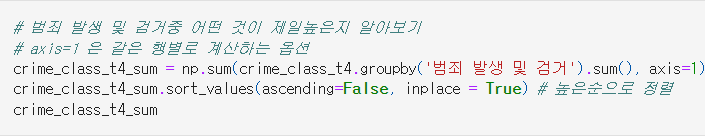 # 범죄 발생 및 검거중 어떤 것이 제일높은지 알아보기
# axis=1 은 같은 행별로 계산하는 옵션
crime_class_t4_sum = np.sum(crime_class_t4.groupby('범죄 발생 및 검거').sum(), axis=1)
crime_class_t4_sum.sort_values(ascending=False, inplace = True) # 높은순으로 정렬
crime_class_t4_sum